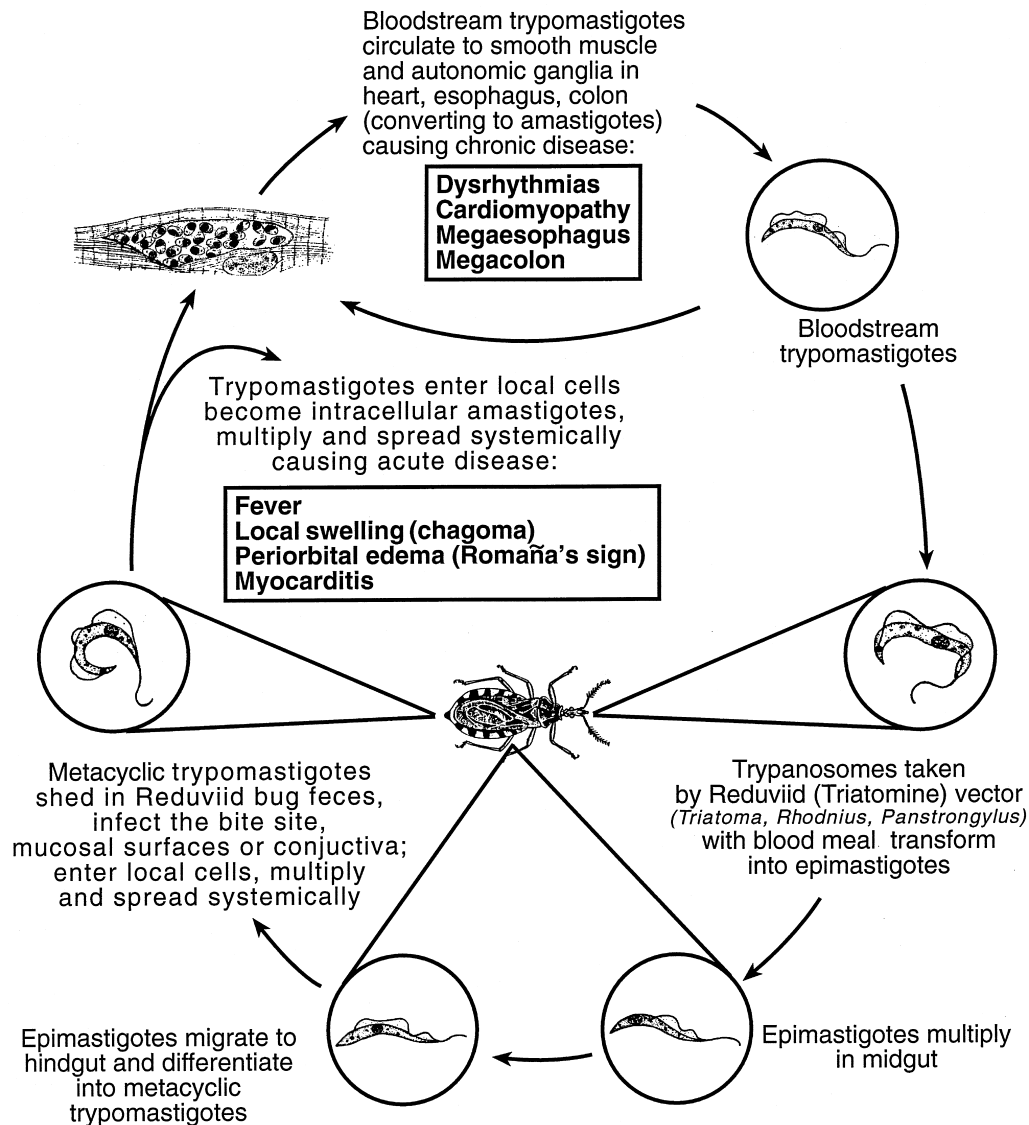 Bloodstream trypomastigotes
circulate to smooth muscle
and autonomic ganglia in
heart, esophagus, colon
(converting to amastigotes)
causing chronic disease:
Dysrhythmias
Cardiomyopathy
Megaesophagus
Megacolon
Bloodstream
trypomastigotes
Trypomastigotes enter local cells
become intracellular amastigotes,
multiply and spread systemically
causing acute disease:
Fever
Local swelling (chagoma)
Periorbital edema (Romaña's sign)
Myocarditis
Metacyclic trypomastigotes
shed in Reduviid bug feces,
infect the bite site,
mucosal surfaces or conjuctiva;
enter local cells, multiply
and spread systemically
Trypanosomes taken
by Reduviid (Triatomine) vector
(Triatoma, Rhodnius, Panstrongylus)
with blood meal transform
into epimastigotes
Epimastigotes multiply
in midgut
Epimastigotes migrate to
hindgut and differentiate
into metacyclic
trypomastigotes